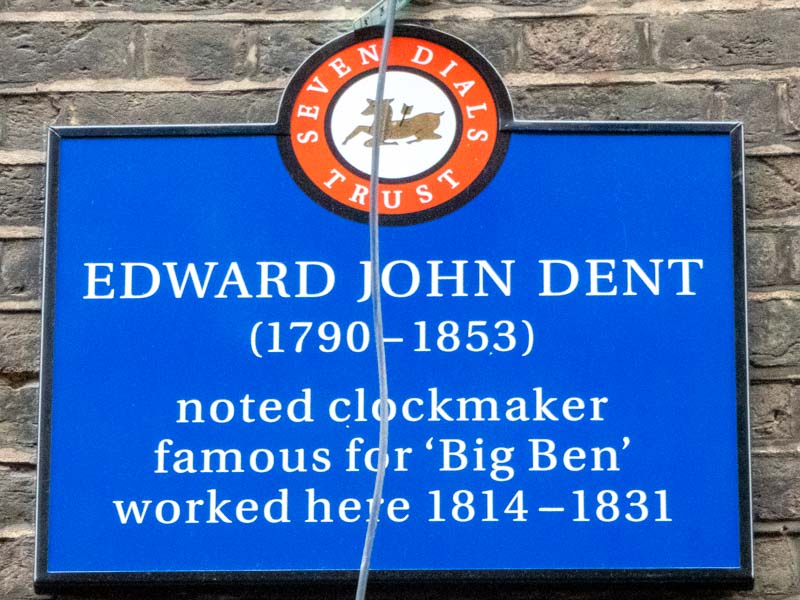 SEVEN DIALS
TRUST
EDWARD JOHN DENT
(1790–1853)
noted clockmaker
famous for ‘Big Ben’
worked here 1814–1831